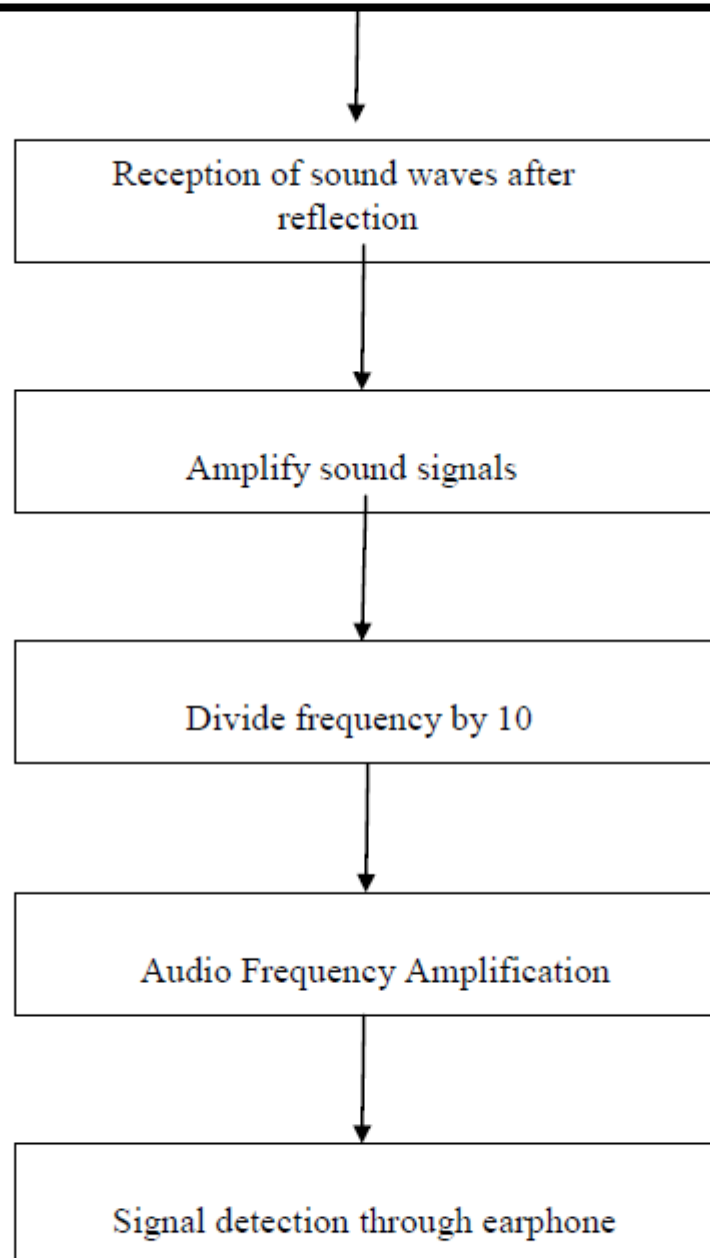 Reception of sound waves after
reflection
Amplify sound signals
Divide frequency by 10
Audio Frequency Amplification
Signal detection through earphone